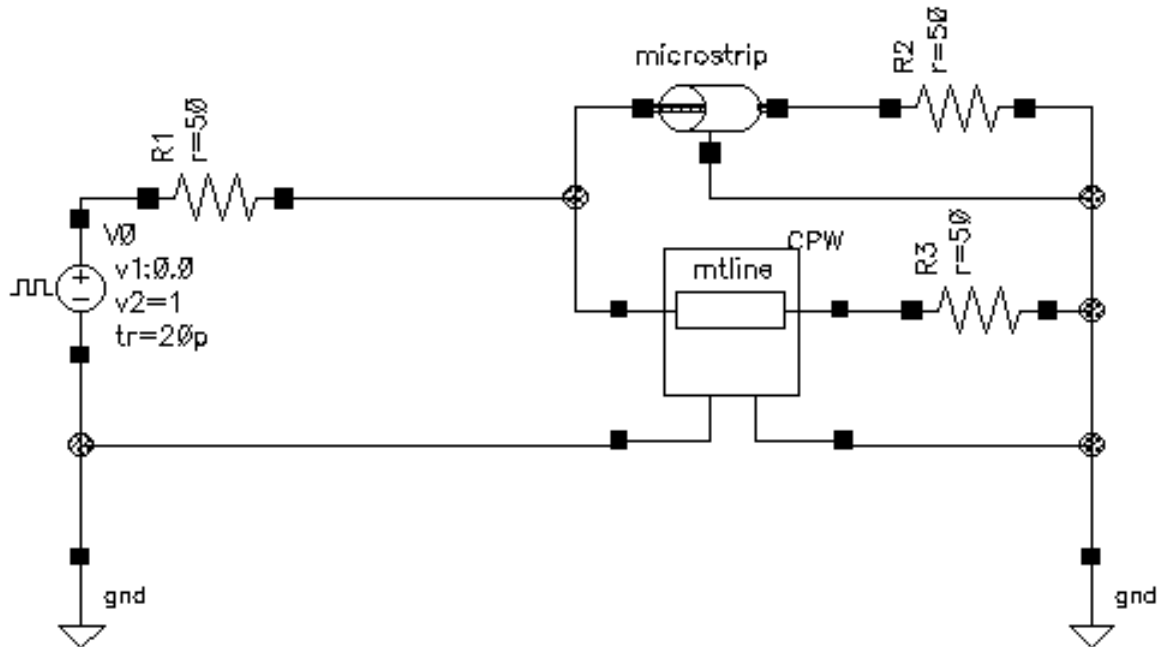 microstrip
R2
r=50
R1
r=50
V0
v1:0.0
v2=1
tr=20p
CPW
mtline
R3
r=50
gnd
gnd